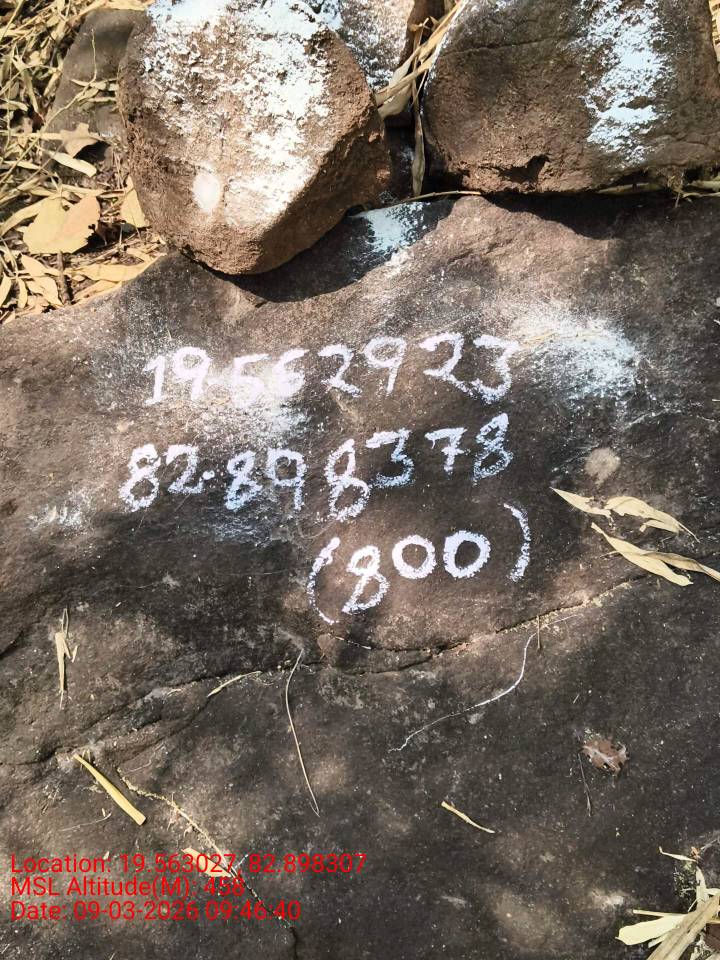 19.562923
82.898378
(800)
Location: 19.563027, 82.898307
MSL Altitude(M): 458
Date: 09-03-2026 09:46:40